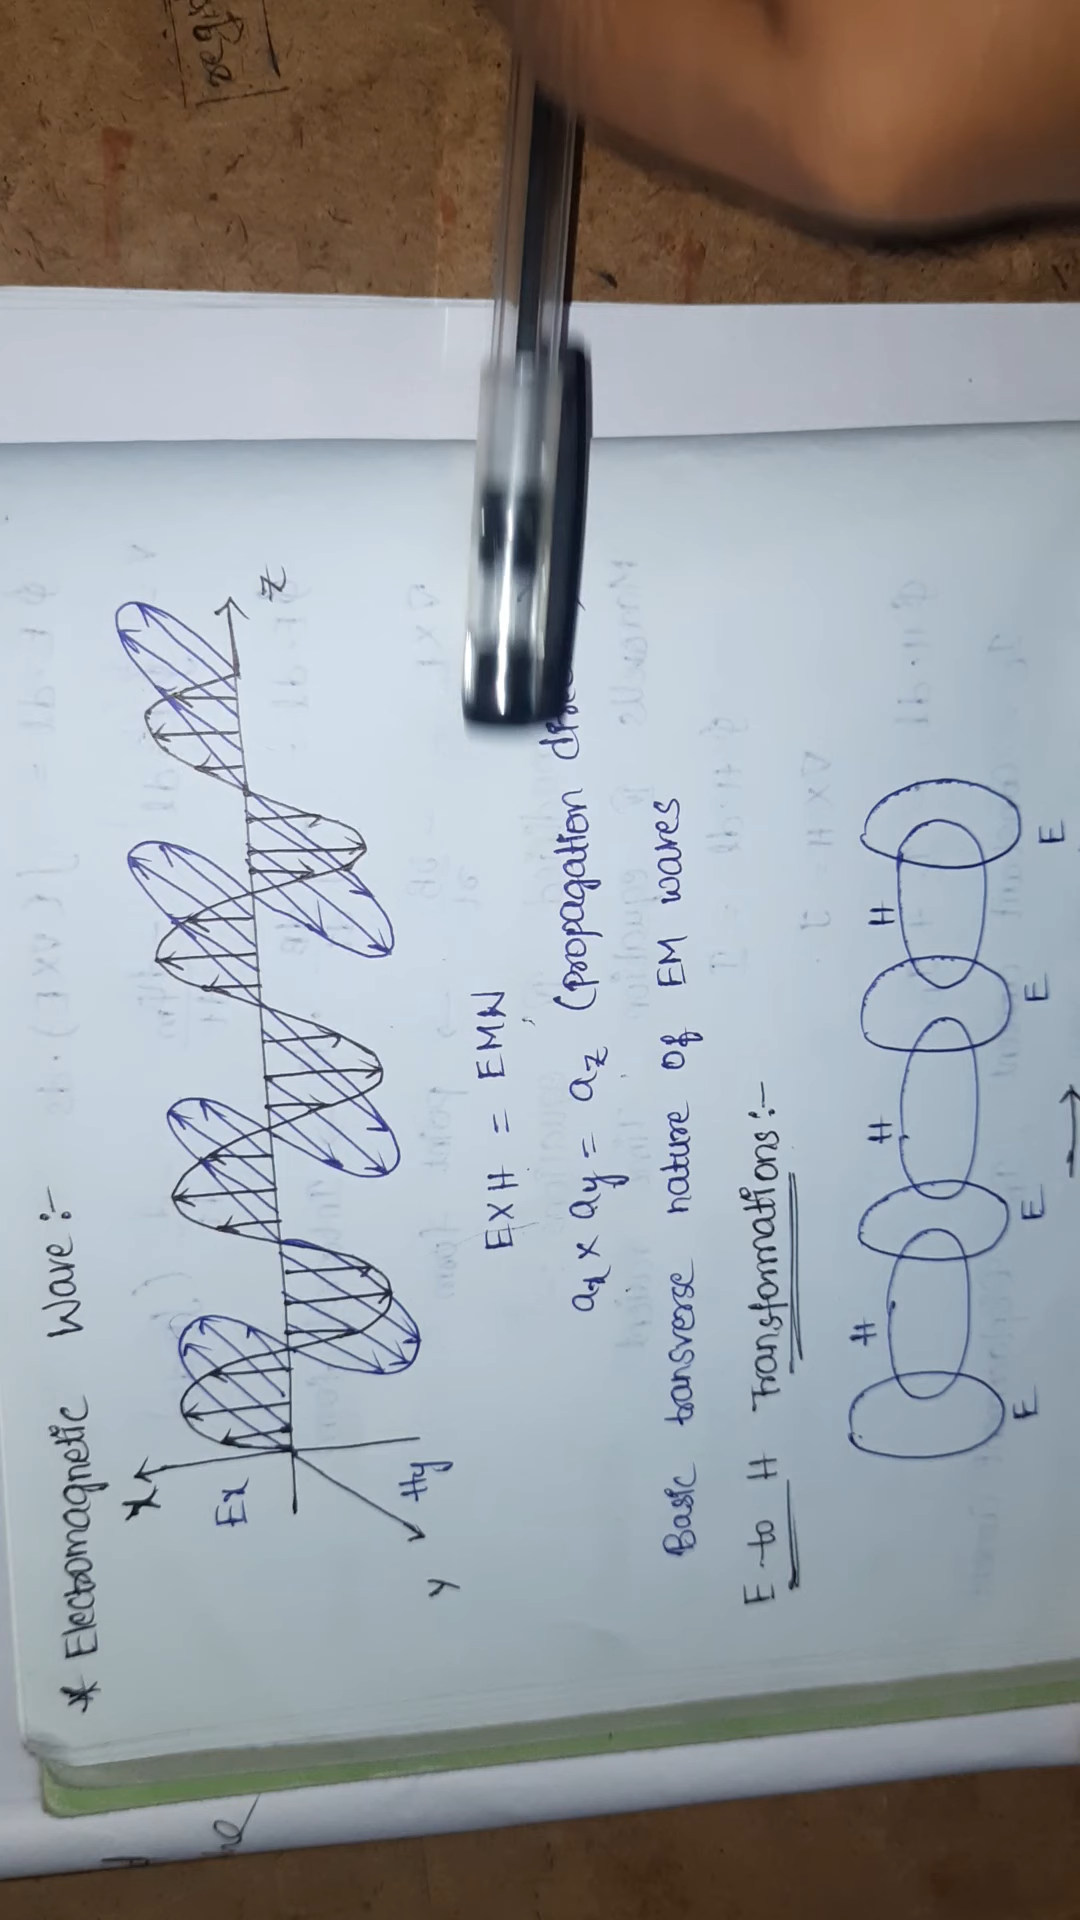 * Electromagnetic Wave :-
X
Ex
Z
Hy
Y
E X H = EMW
ax x ay = az (propagation
Basic transverse nature of EM waves
E to H Transformations :-
H H H
E E E E